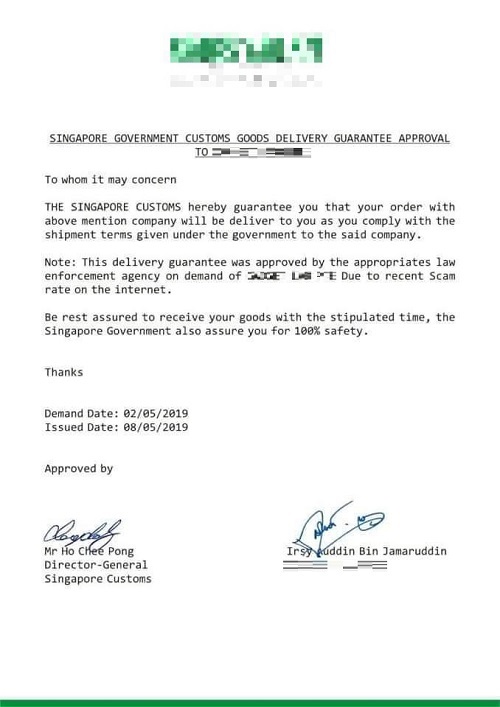 SINGAPORE GOVERNMENT CUSTOMS GOODS DELIVERY GUARANTEE APPROVAL
TO
To whom it may concern
THE SINGAPORE CUSTOMS hereby guarantee you that your order with
above mention company will be deliver to you as you comply with the
shipment terms given under the government to the said company.
Note: This delivery guarantee was approved by the appropriates law
enforcement agency on demand of Due to recent Scam
rate on the internet.
Be rest assured to receive your goods with the stipulated time, the
Singapore Government also assure you for 100% safety.
Thanks
Demand Date: 02/05/2019
Issued Date: 08/05/2019
Approved by
Mr Ho Chee Pong
Director-General
Singapore Customs
Irsy Auddin Bin Jamaruddin